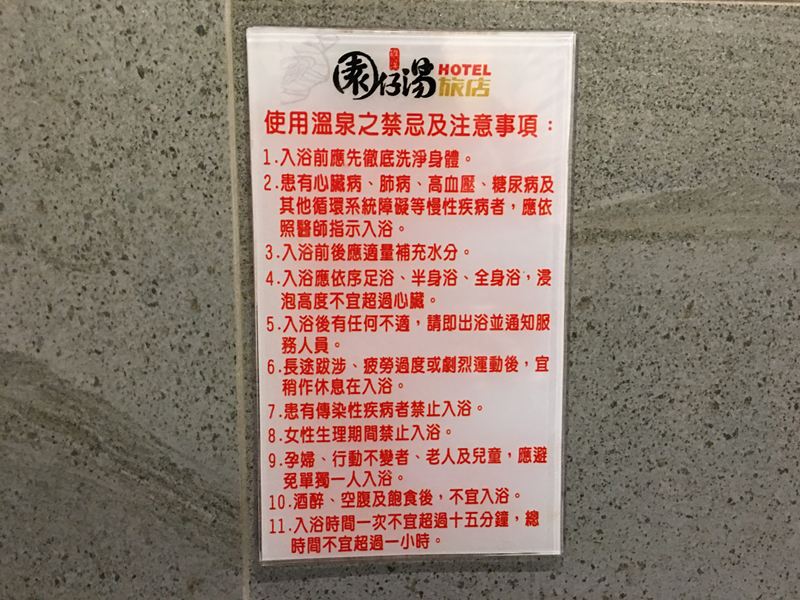 園仔湯 HOTEL
旅店
使用溫泉之禁忌及注意事項：
1.入浴前應先徹底洗淨身體。
2.患有心臟病、肺病、高血壓、糖尿病及
其他循環系統障礙等慢性疾病者，應依
照醫師指示入浴。
3.入浴前後應適量補充水分。
4.入浴應依序足浴、半身浴、全身浴，浸
泡高度不宜超過心臟。
5.入浴後有任何不適，請即出浴並通知服
務人員。
6.長途跋涉、疲勞過度或劇烈運動後，宜
稍作休息在入浴。
7.患有傳染性疾病者禁止入浴。
8.女性生理期間禁止入浴。
9.孕婦、行動不變者、老人及兒童，應避
免單獨一人入浴。
10.酒醉、空腹及飽食後，不宜入浴。
11.入浴時間一次不宜超過十五分鐘，總
時間不宜超過一小時。